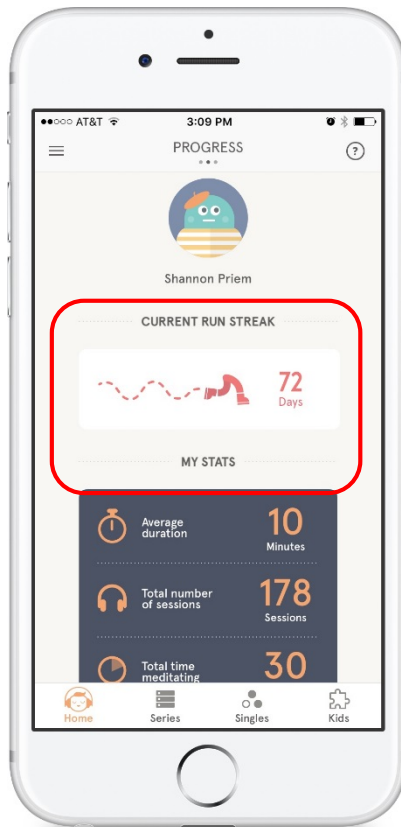 AT&T 3:09 PM
PROGRESS
?
Shannon Priem
CURRENT RUN STREAK
72
Days
MY STATS
Average
duration
10
Minutes
Total number
of sessions
178
Sessions
Total time
meditating
30
Home Series Singles Kids